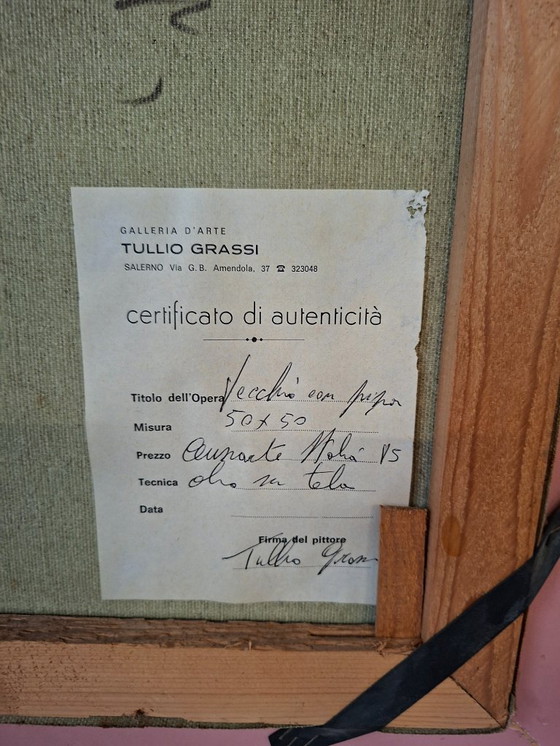 GALLERIA D'ARTE
TULLIO GRASSI
SALERNO Via G. B. Amendola, 37 ☎ 323048
certificato di autenticità
Titolo dell'Opera Vecchio con pipa
Misura 50x50
Prezzo
Tecnica olio su tela
Data
Firma del pittore
Tullio Grassi